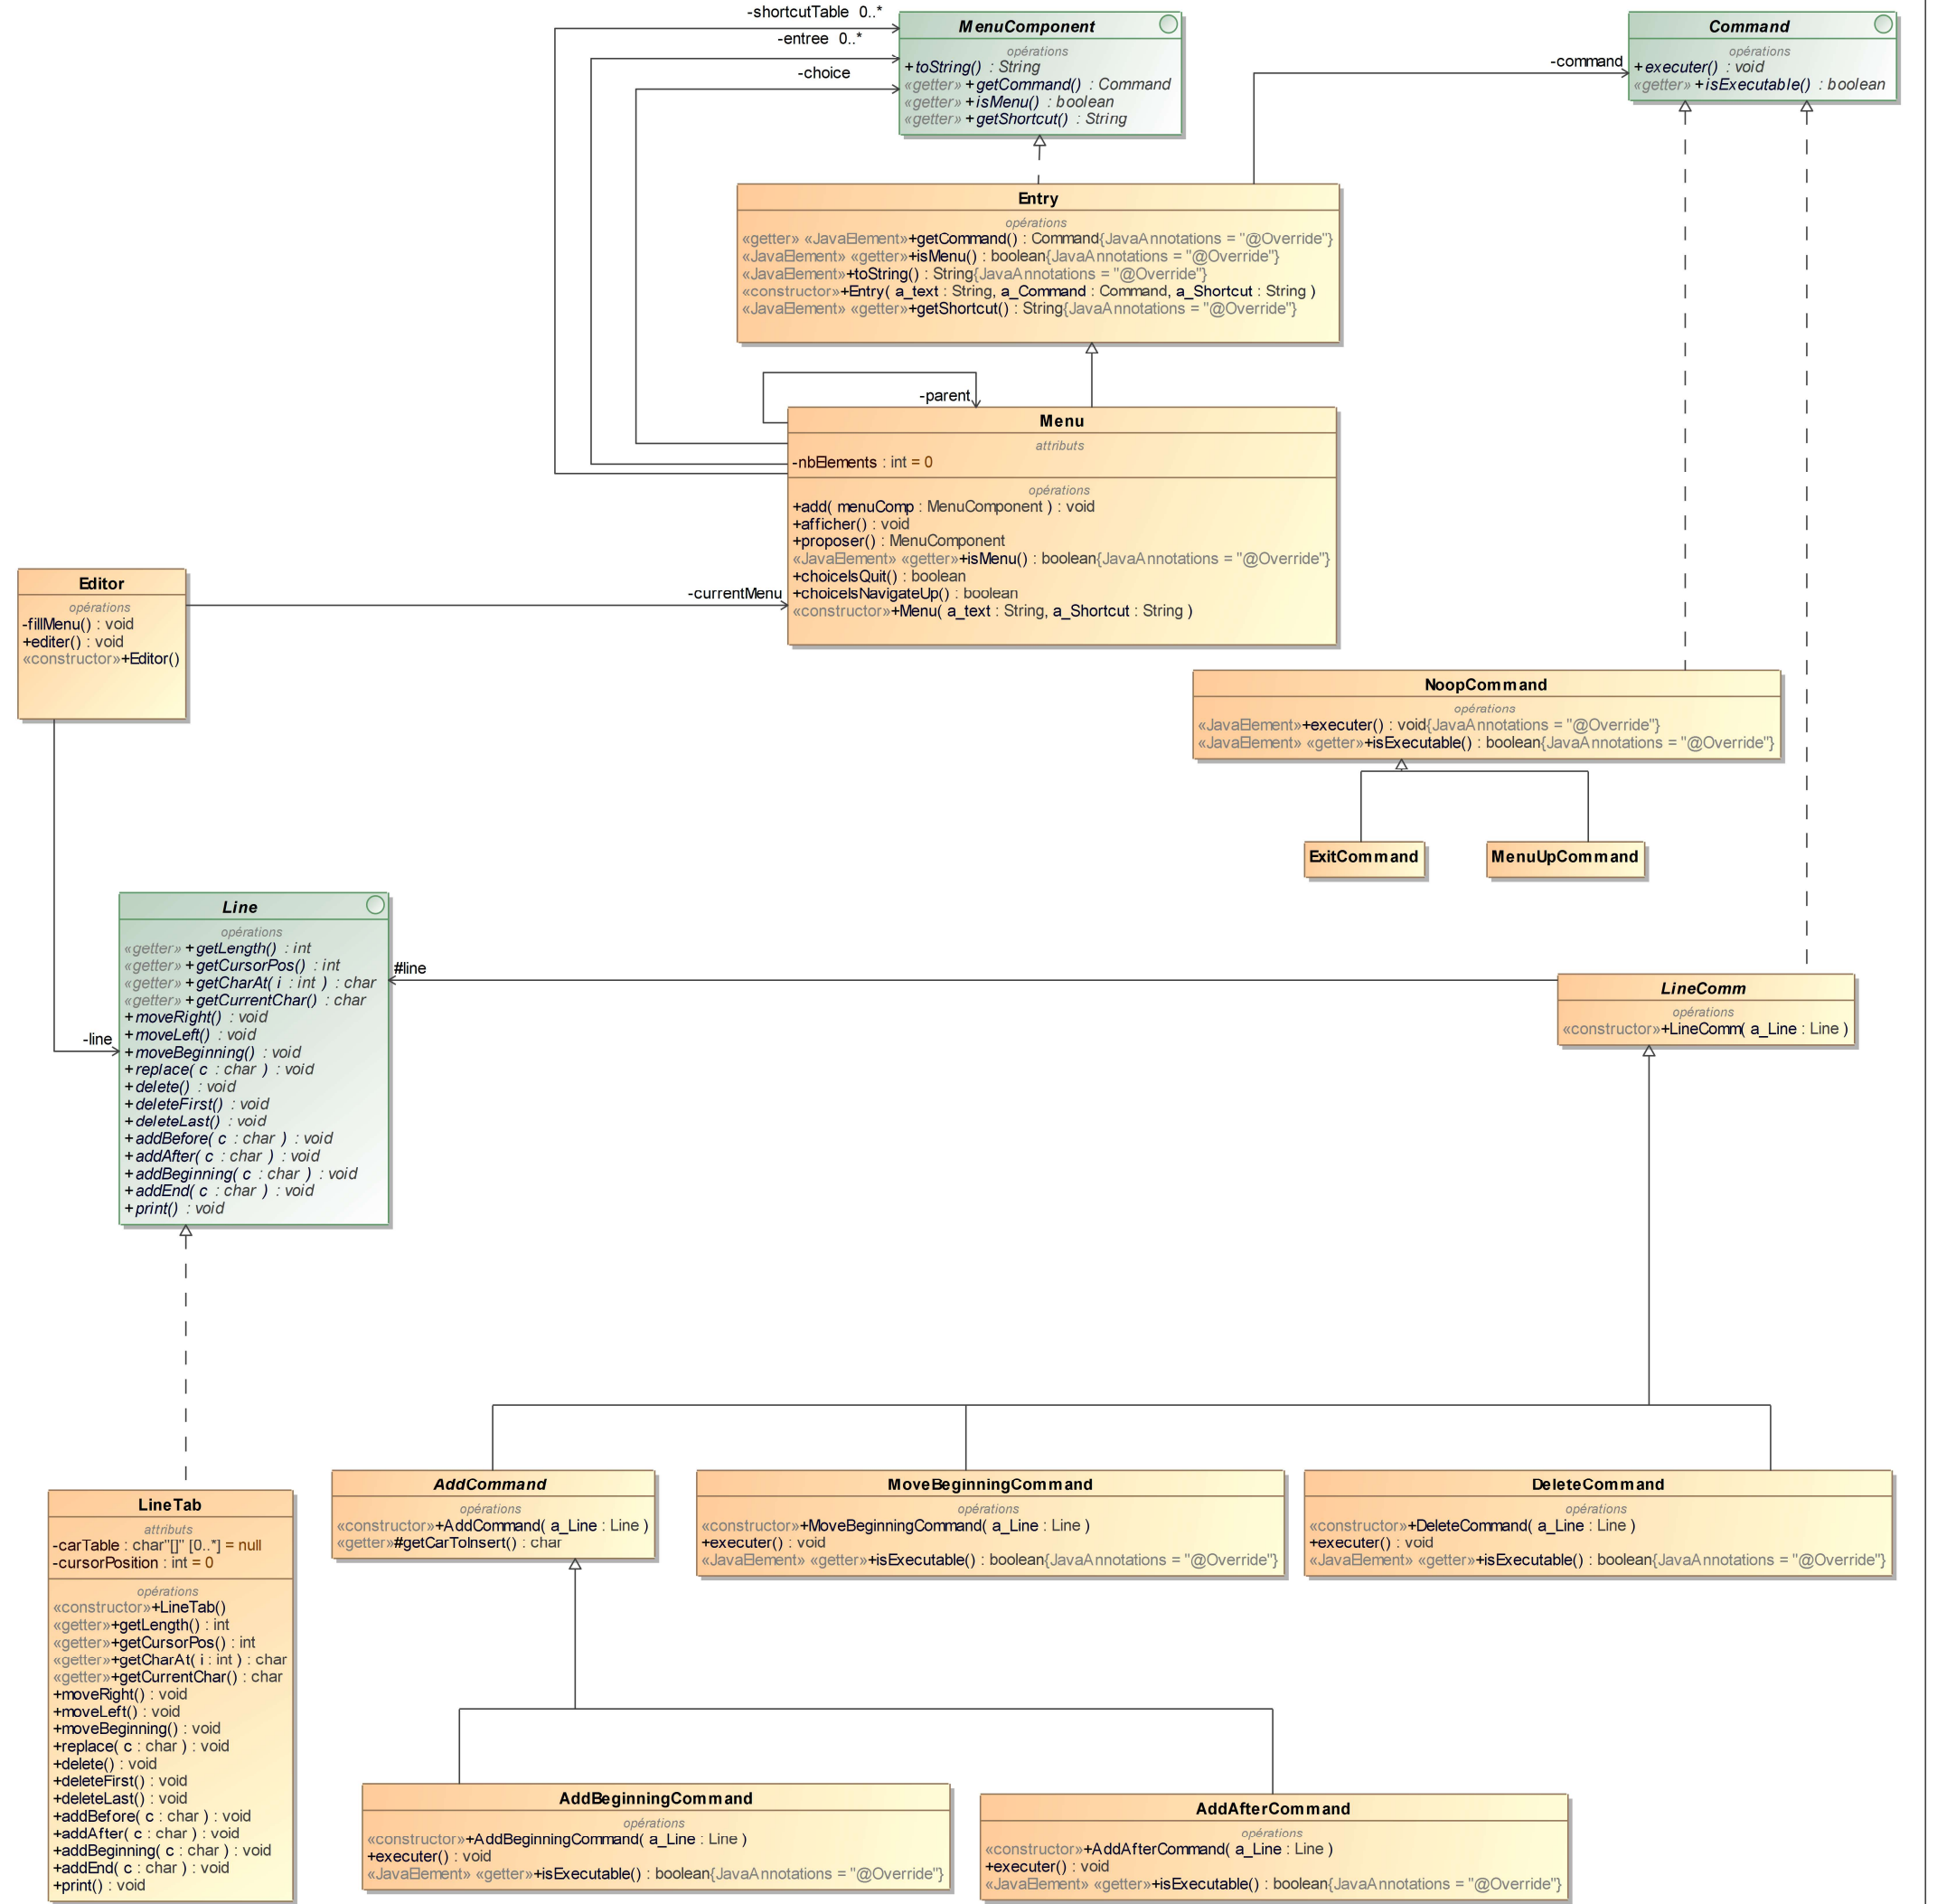 -shortcutTable 0..*
-entree 0..*
-choice
MenuComponent
opérations
+toString() : String
«getter» +getCommand() : Command
«getter» +isMenu() : boolean
«getter» +getShortcut() : String
-command
Command
opérations
+executer() : void
«getter» +isExecutable() : boolean
Entry
opérations
«getter» «JavaElement»+getCommand() : Command{JavaAnnotations = "@Override"}
«JavaElement» «getter»+isMenu() : boolean{JavaAnnotations = "@Override"}
«JavaElement»+toString() : String{JavaAnnotations = "@Override"}
«constructor»+Entry( a_text : String, a_Command : Command, a_Shortcut : String )
«JavaElement» «getter»+getShortcut() : String{JavaAnnotations = "@Override"}
-parent
Menu
attributs
-nbElements : int = 0
opérations
+add( menuComp : MenuComponent ) : void
+afficher() : void
+proposer() : MenuComponent
«JavaElement» «getter»+isMenu() : boolean{JavaAnnotations = "@Override"}
+choiceIsQuit() : boolean
+choiceIsNavigateUp() : boolean
«constructor»+Menu( a_text : String, a_Shortcut : String )
Editor
opérations
-fillMenu() : void
+editer() : void
«constructor»+Editor()
-currentMenu
NoopCommand
opérations
«JavaElement»+executer() : void{JavaAnnotations = "@Override"}
«JavaElement» «getter»+isExecutable() : boolean{JavaAnnotations = "@Override"}
ExitCommand
MenuUpCommand
Line
opérations
«getter» +getLength() : int
«getter» +getCursorPos() : int
«getter» +getCharAt( i : int ) : char
«getter» +getCurrentChar() : char
+moveRight() : void
+moveLeft() : void
+moveBeginning() : void
+replace( c : char ) : void
+delete() : void
+deleteFirst() : void
+deleteLast() : void
+addBefore( c : char ) : void
+addAfter( c : char ) : void
+addBeginning( c : char ) : void
+addEnd( c : char ) : void
+print() : void
#line
-line
LineComm
opérations
«constructor»+LineComm( a_Line : Line )
LineTab
attributs
-carTable : char"[]" [0..*] = null
-cursorPosition : int = 0
opérations
«constructor»+LineTab()
«getter»+getLength() : int
«getter»+getCursorPos() : int
«getter»+getCharAt( i : int ) : char
«getter»+getCurrentChar() : char
+moveRight() : void
+moveLeft() : void
+moveBeginning() : void
+replace( c : char ) : void
+delete() : void
+deleteFirst() : void
+deleteLast() : void
+addBefore( c : char ) : void
+addAfter( c : char ) : void
+addBeginning( c : char ) : void
+addEnd( c : char ) : void
+print() : void
AddCommand
opérations
«constructor»+AddCommand( a_Line : Line )
«getter»#getCarToInsert() : char
MoveBeginningCommand
opérations
«constructor»+MoveBeginningCommand( a_Line : Line )
+executer() : void
«JavaElement» «getter»+isExecutable() : boolean{JavaAnnotations = "@Override"}
DeleteCommand
opérations
«constructor»+DeleteCommand( a_Line : Line )
+executer() : void
«JavaElement» «getter»+isExecutable() : boolean{JavaAnnotations = "@Override"}
AddBeginningCommand
opérations
«constructor»+AddBeginningCommand( a_Line : Line )
+executer() : void
«JavaElement» «getter»+isExecutable() : boolean{JavaAnnotations = "@Override"}
AddAfterCommand
opérations
«constructor»+AddAfterCommand( a_Line : Line )
+executer() : void
«JavaElement» «getter»+isExecutable() : boolean{JavaAnnotations = "@Override"}